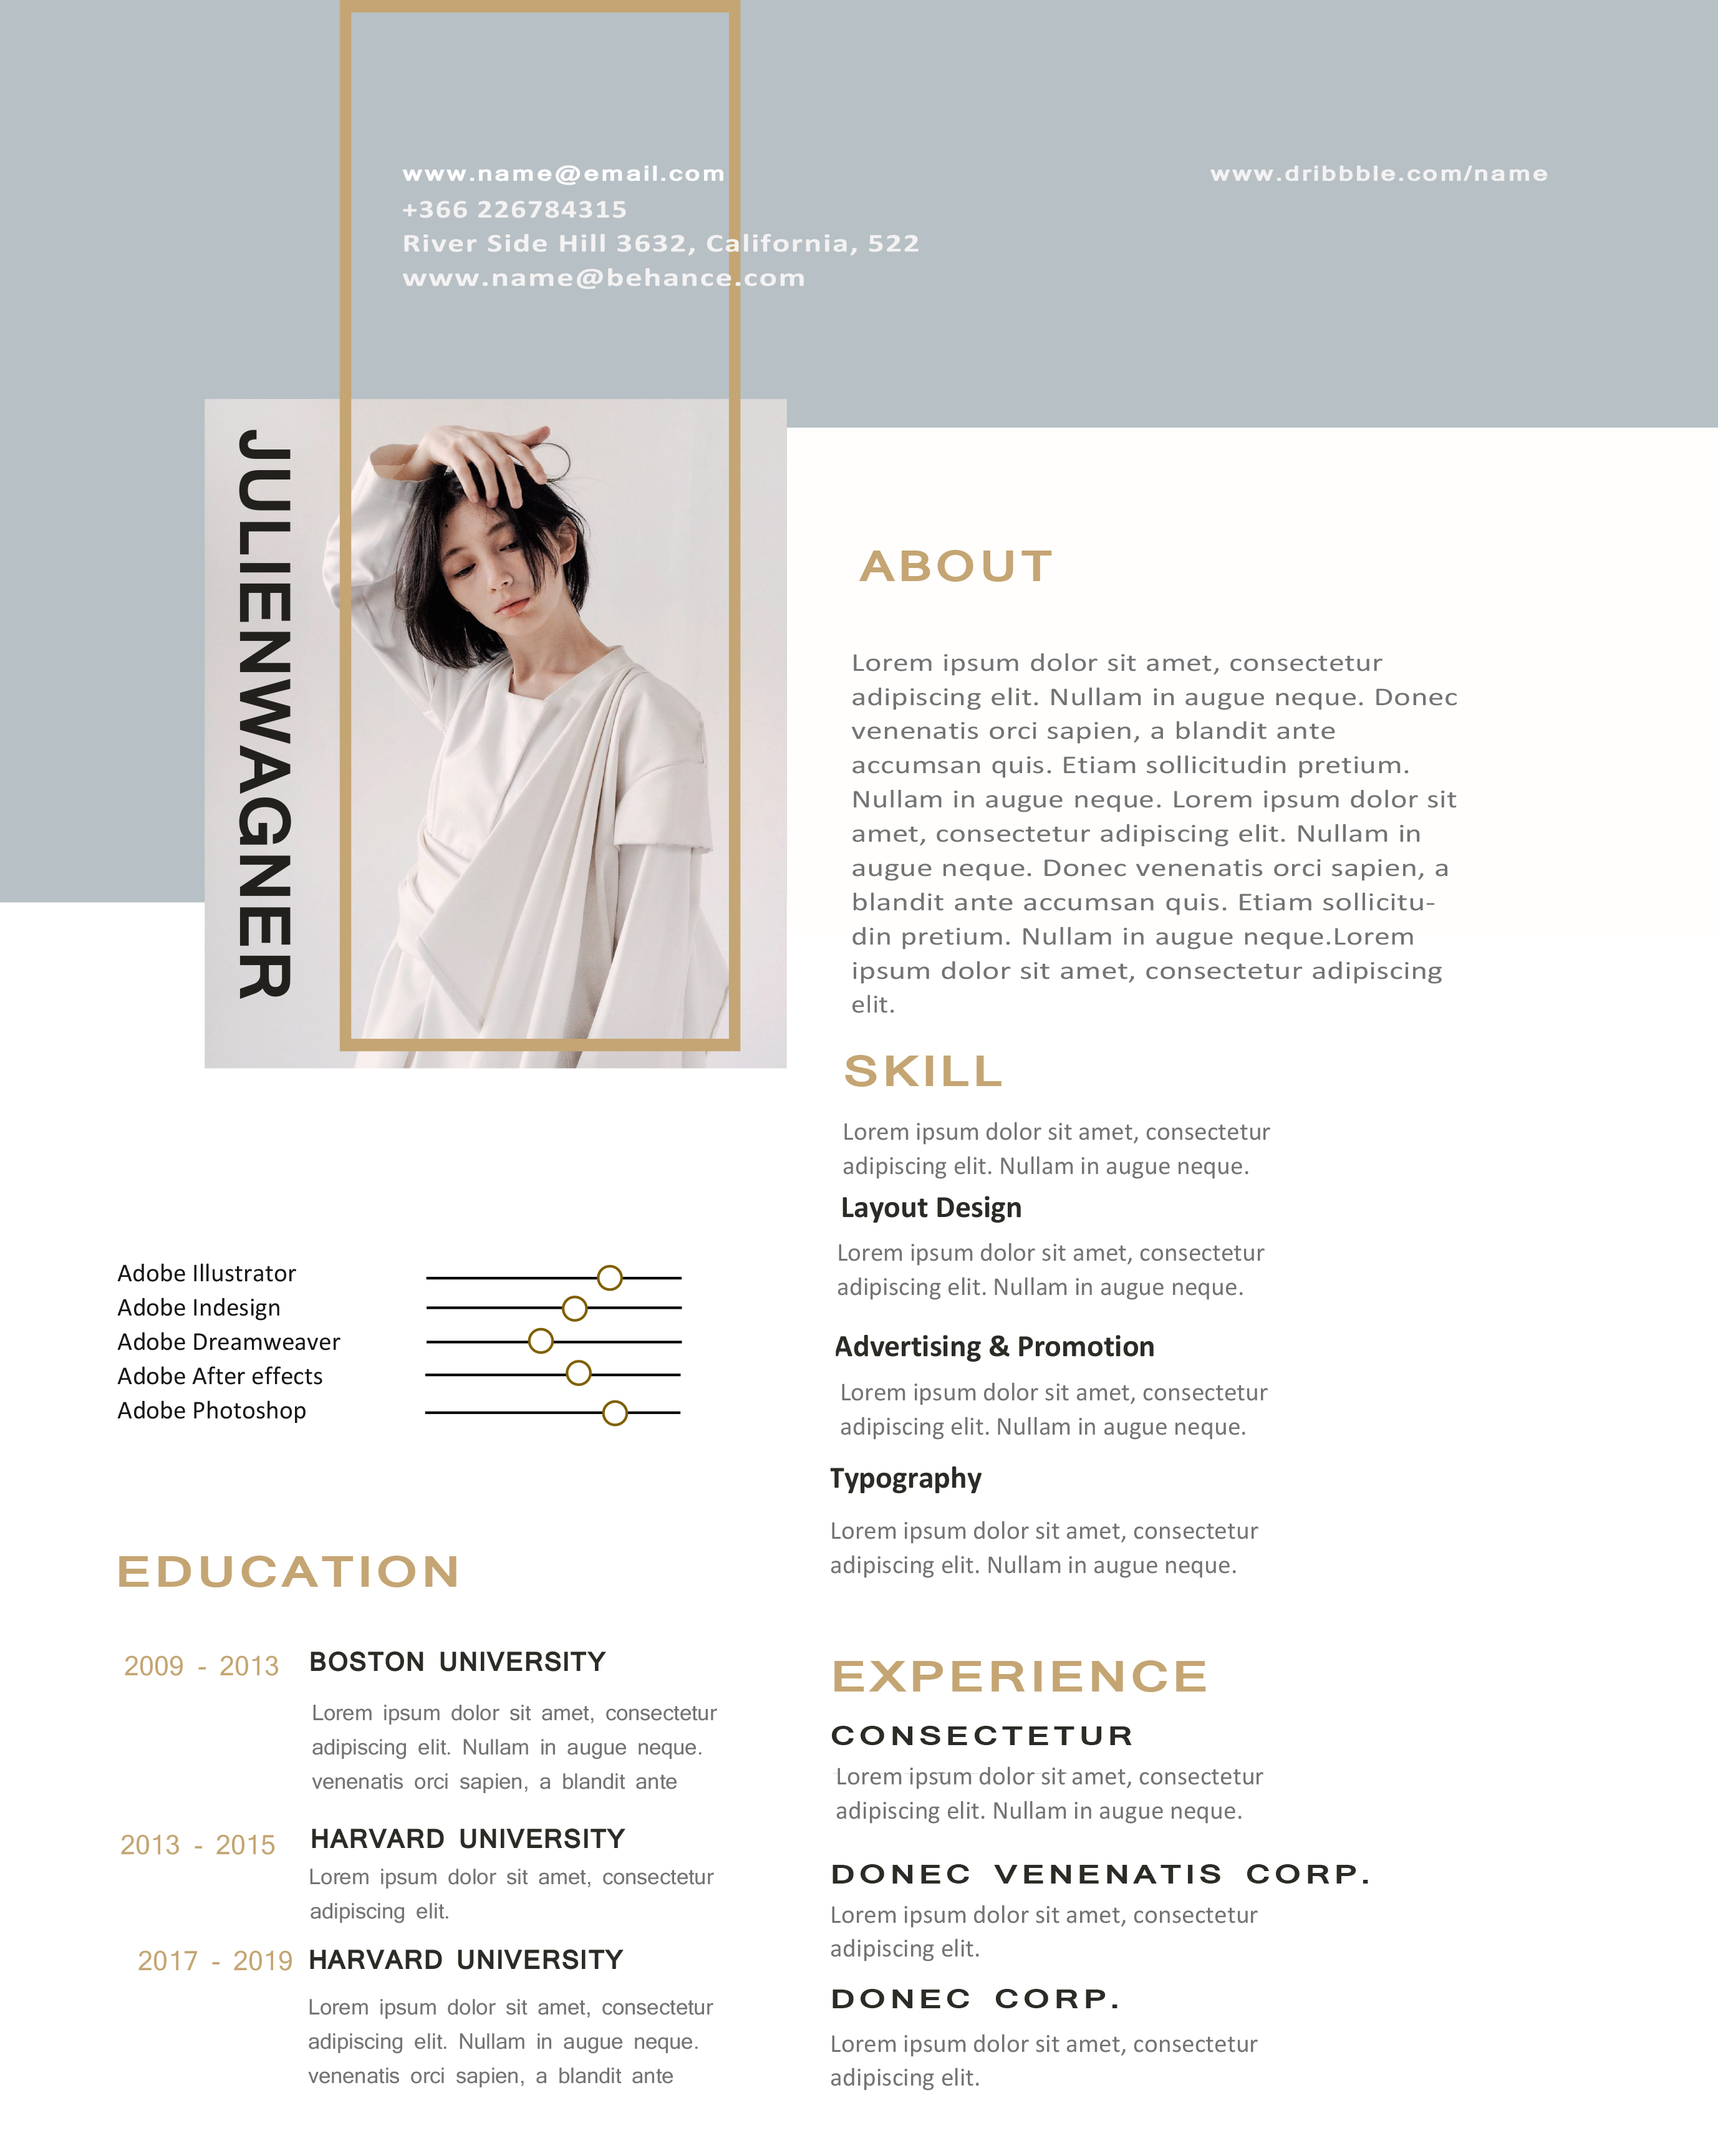 www.name@email.com
+366 226784315
River Side Hill 3632, California, 522
www.name@behance.com
www.dribbble.com/name
JULIENWAGNER
ABOUT
Lorem ipsum dolor sit amet, consectetur
adipiscing elit. Nullam in augue neque. Donec
venenatis orci sapien, a blandit ante
accumsan quis. Etiam sollicitudin pretium.
Nullam in augue neque. Lorem ipsum dolor sit
amet, consectetur adipiscing elit. Nullam in
augue neque. Donec venenatis orci sapien, a
blandit ante accumsan quis. Etiam sollicitu-
din pretium. Nullam in augue neque.Lorem
ipsum dolor sit amet, consectetur adipiscing
elit.
SKILL
Lorem ipsum dolor sit amet, consectetur
adipiscing elit. Nullam in augue neque.
Layout Design
Lorem ipsum dolor sit amet, consectetur
adipiscing elit. Nullam in augue neque.
Advertising & Promotion
Lorem ipsum dolor sit amet, consectetur
adipiscing elit. Nullam in augue neque.
Typography
Lorem ipsum dolor sit amet, consectetur
adipiscing elit. Nullam in augue neque.
Adobe Illustrator
Adobe Indesign
Adobe Dreamweaver
Adobe After effects
Adobe Photoshop
EDUCATION
2009 - 2013 BOSTON UNIVERSITY
Lorem ipsum dolor sit amet, consectetur
adipiscing elit. Nullam in augue neque.
venenatis orci sapien, a blandit ante
2013 - 2015 HARVARD UNIVERSITY
Lorem ipsum dolor sit amet, consectetur
adipiscing elit.
2017 - 2019 HARVARD UNIVERSITY
Lorem ipsum dolor sit amet, consectetur
adipiscing elit. Nullam in augue neque.
venenatis orci sapien, a blandit ante
EXPERIENCE
CONSECTETUR
Lorem ipsum dolor sit amet, consectetur
adipiscing elit. Nullam in augue neque.
DONEC VENENATIS CORP.
Lorem ipsum dolor sit amet, consectetur
adipiscing elit.
DONEC CORP.
Lorem ipsum dolor sit amet, consectetur
adipiscing elit.